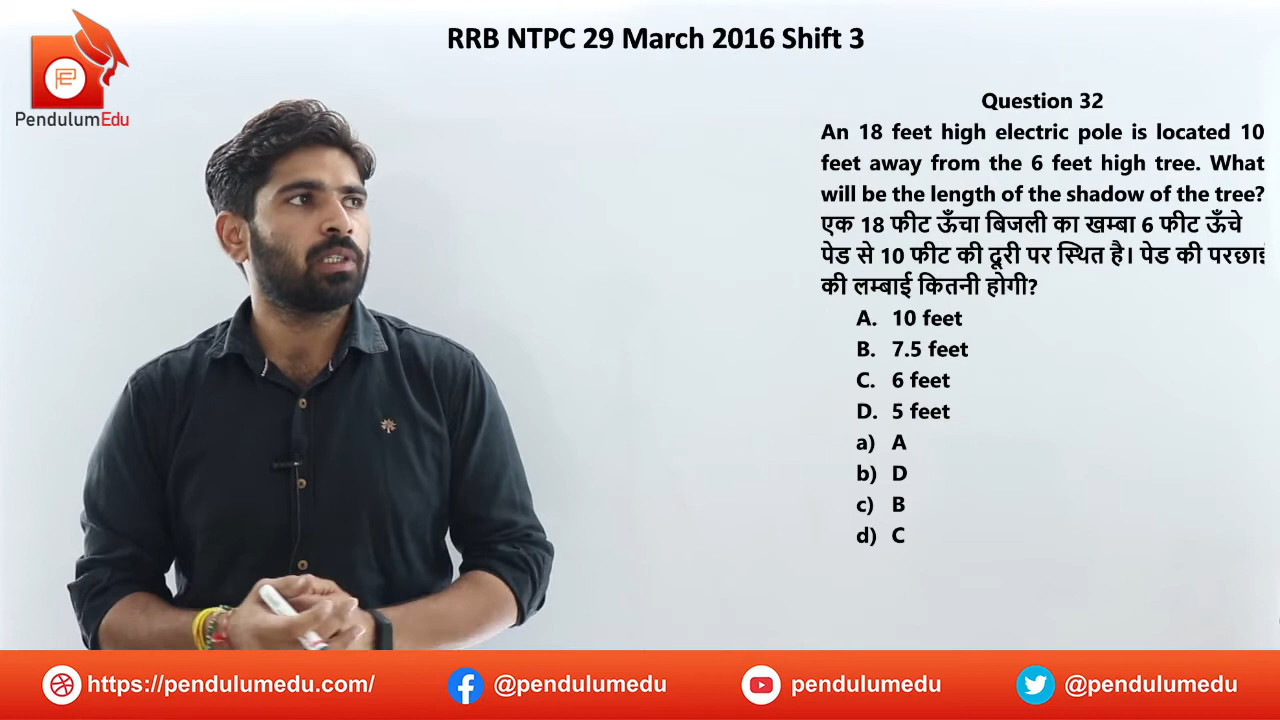 RRB NTPC 29 March 2016 Shift 3
PendulumEdu
Question 32
An 18 feet high electric pole is located 10
feet away from the 6 feet high tree. What
will be the length of the shadow of the tree?
एक 18 फीट ऊँचा बिजली का खम्बा 6 फीट ऊँचे
पेड से 10 फीट की दूरी पर स्थित है। पेड की परछाई
की लम्बाई कितनी होगी?
A. 10 feet
B. 7.5 feet
C. 6 feet
D. 5 feet
a) A
b) D
c) B
d) C
https://pendulumedu.com/ @pendulumedu pendulumedu @pendulumedu